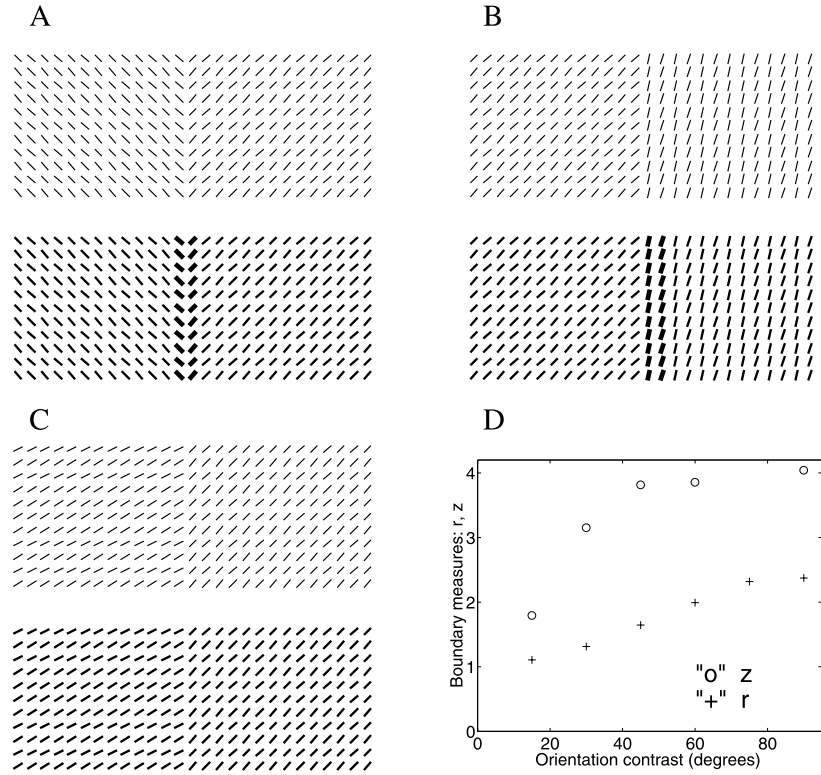 A
B
C
D
Boundary measures: r, z
4
3
2
1
0
"o" z
"+" r
0 20 40 60 80
Orientation contrast (degrees)